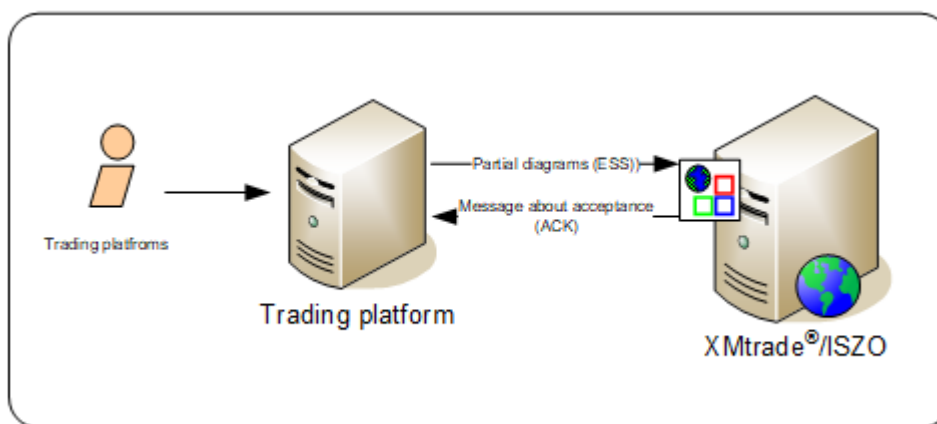 Partial diagrams (ESS))
Message about acceptance
(ACK)
Trading platfroms
Trading platform
XMtrade®/ISZO